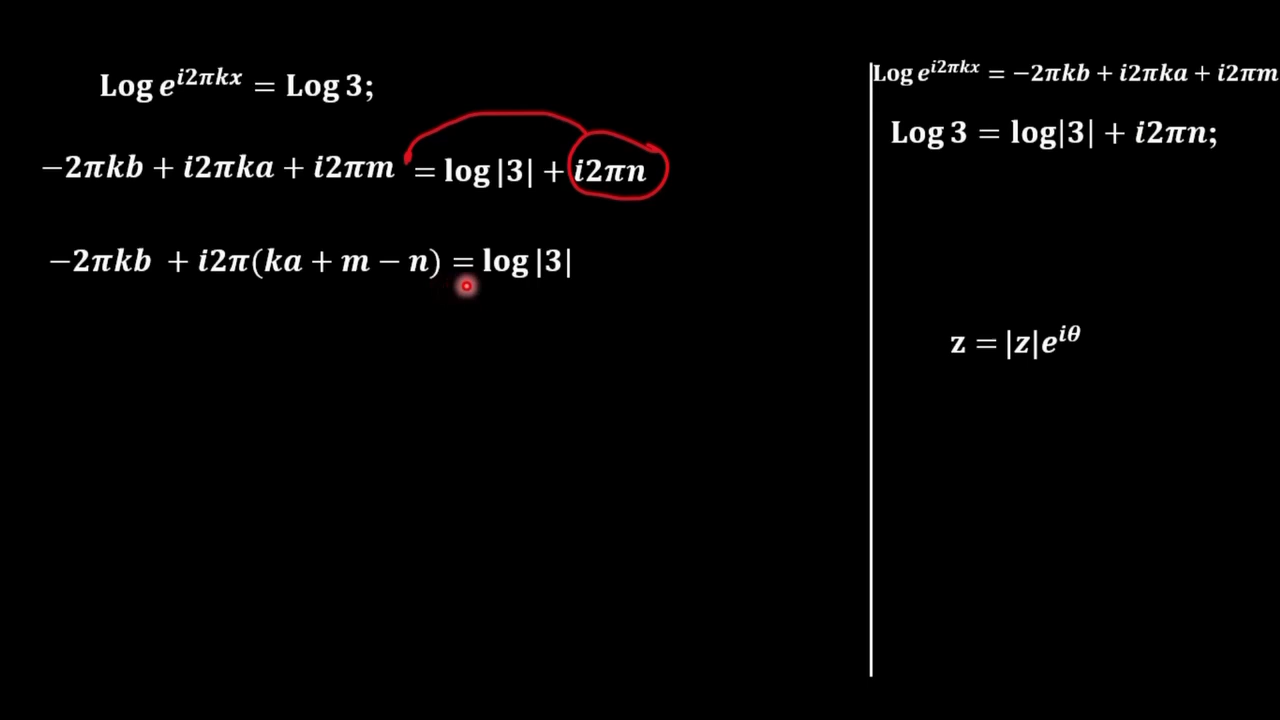 Log e^{i2πkx} = Log 3;
−2πkb + i2πka + i2πm = log |3| + i2πn
−2πkb + i2π(ka + m − n) = log |3|
Log e^{i2πkx} = −2πkb + i2πka + i2πm
Log 3 = log|3| + i2πn;
z = |z|e^{iθ}